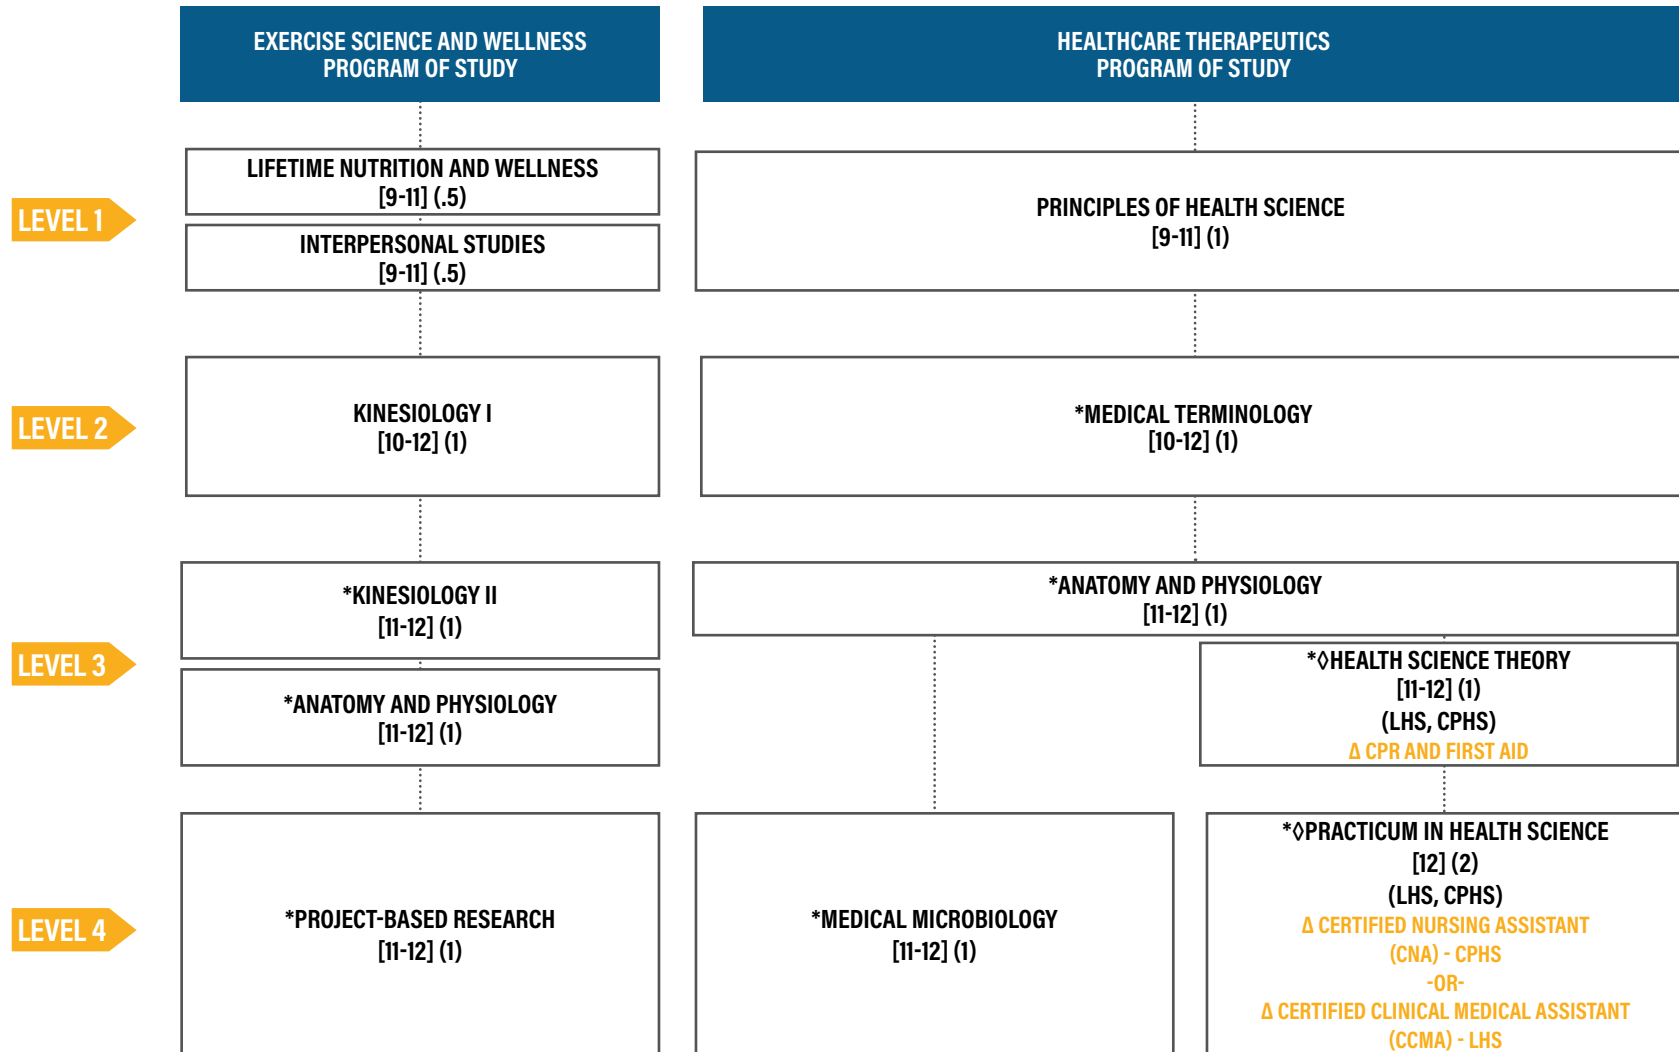 EXERCISE SCIENCE AND WELLNESS
PROGRAM OF STUDY
HEALTHCARE THERAPEUTICS
PROGRAM OF STUDY
LEVEL 1
LIFETIME NUTRITION AND WELLNESS
[9-11] (.5)
INTERPERSONAL STUDIES
[9-11] (.5)
PRINCIPLES OF HEALTH SCIENCE
[9-11] (1)
LEVEL 2
KINESIOLOGY I
[10-12] (1)
*MEDICAL TERMINOLOGY
[10-12] (1)
LEVEL 3
*KINESIOLOGY II
[11-12] (1)
*ANATOMY AND PHYSIOLOGY
[11-12] (1)
*ANATOMY AND PHYSIOLOGY
[11-12] (1)
*◊HEALTH SCIENCE THEORY
[11-12] (1)
(LHS, CPHS)
Δ CPR AND FIRST AID
LEVEL 4
*PROJECT-BASED RESEARCH
[11-12] (1)
*MEDICAL MICROBIOLOGY
[11-12] (1)
*◊PRACTICUM IN HEALTH SCIENCE
[12] (2)
(LHS, CPHS)
Δ CERTIFIED NURSING ASSISTANT
(CNA) - CPHS
-OR-
Δ CERTIFIED CLINICAL MEDICAL ASSISTANT
(CCMA) - LHS